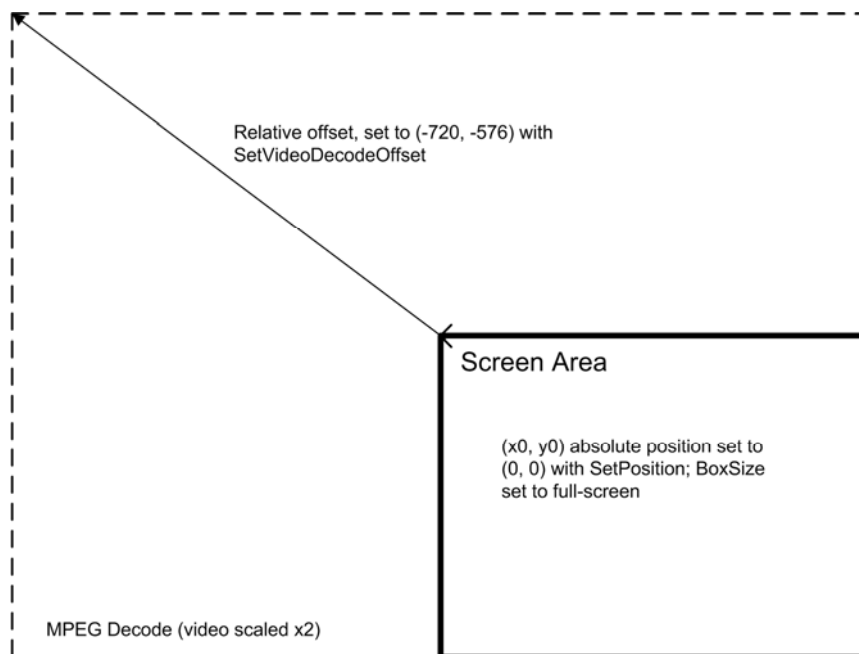 Relative offset, set to (-720, -576) with
SetVideoDecodeOffset
Screen Area
(x0, y0) absolute position set to
(0, 0) with SetPosition; BoxSize
set to full-screen
MPEG Decode (video scaled x2)